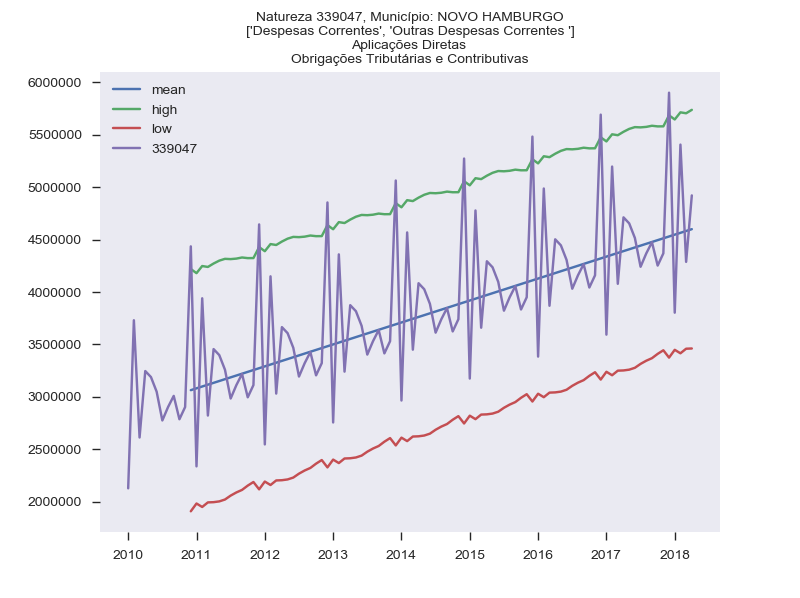 Natureza 339047, Município: NOVO HAMBURGO
['Despesas Correntes', 'Outras Despesas Correntes ']
Aplicações Diretas
Obrigações Tributárias e Contributivas
6000000
5500000
5000000
4500000
4000000
3500000
3000000
2500000
2000000
mean
high
low
339047
2010 2011 2012 2013 2014 2015 2016 2017 2018